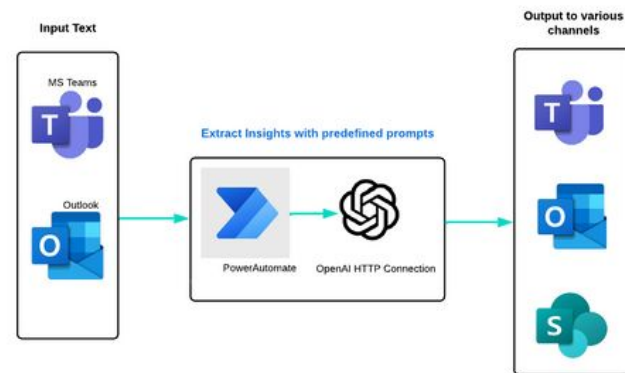 Input Text
Output to various
channels
MS Teams
T
Outlook
O
Extract Insights with predefined prompts
PowerAutomate
OpenAI HTTP Connection
T
O
S